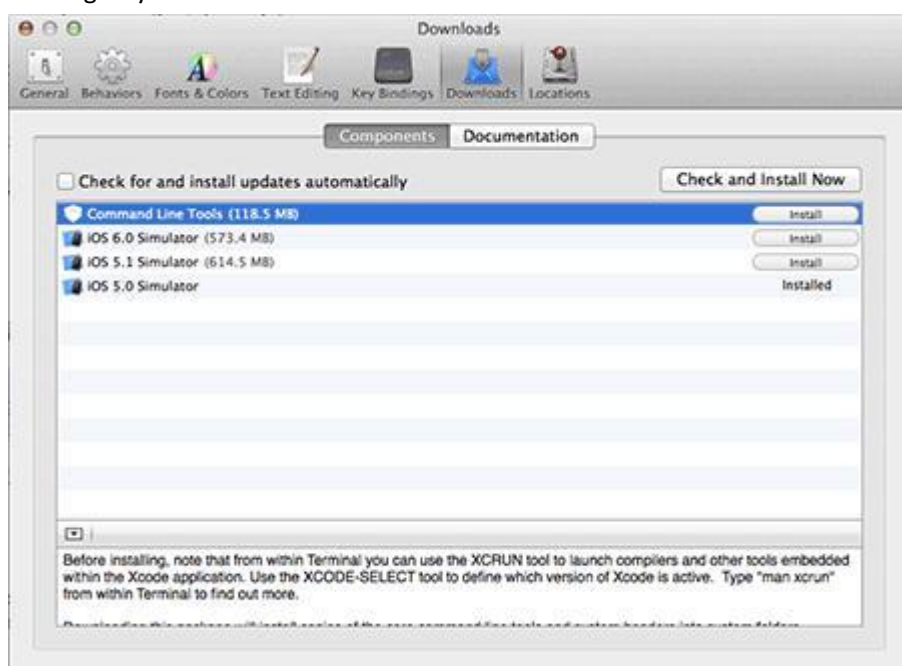 Downloads
General Behaviors Fonts & Colors Text Editing Key Bindings Downloads Locations
Components Documentation
Check for and install updates automatically Check and Install Now
Command Line Tools (118.5 MB) Install
iOS 6.0 Simulator (573.4 MB) Install
iOS 5.1 Simulator (614.5 MB) Install
iOS 5.0 Simulator Installed
Before installing, note that from within Terminal you can use the XCRUN tool to launch compilers and other tools embedded
within the Xcode application. Use the XCODE-SELECT tool to define which version of Xcode is active. Type "man xcrun"
from within Terminal to find out more.